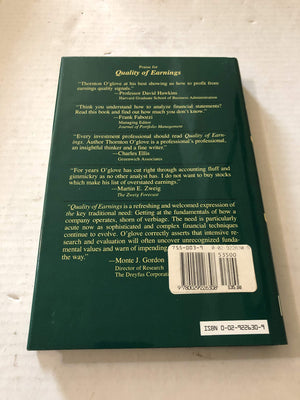 Praise for
Quality of Earnings
"Thornton O'glove at his best showing us how to profit from
earnings quality signals."
—Professor David Hawkins
Harvard Graduate School of Business Administration
"Think you understand how to analyze financial statements?
Read this book and find out how much you don't know."
—Frank Fabozzi
Managing Editor
Journal of Portfolio Management
"Every investment professional should read Quality of Earn-
ings. Author Thornton O'glove is a professional's professional,
an insightful thinker and a fine writer."
—Charles Ellis
Greenwich Associates
"For years O'glove has cut right through accounting fluff and
gimmickry as no other analyst has. I do not want to buy stocks
which make his list of overrated earnings."
—Martin E. Zweig
The Zweig Forecast
"Quality of Earnings is a refreshing and welcomed expression of
the key traditional need: Getting at the fundamentals of how a
company operates, shorn of verbiage. The need is particularly
acute now as sophisticated and complex financial techniques
continue to evolve. O'glove correctly asserts that intensive re-
search and evaluation will often uncover unrecognized funda-
mental values and warn of impending
the way."
—Monte J. Gordon
Director of Research
The Dreyfus Corporation
53500
9780029226308
ISBN 0-02-922630-9